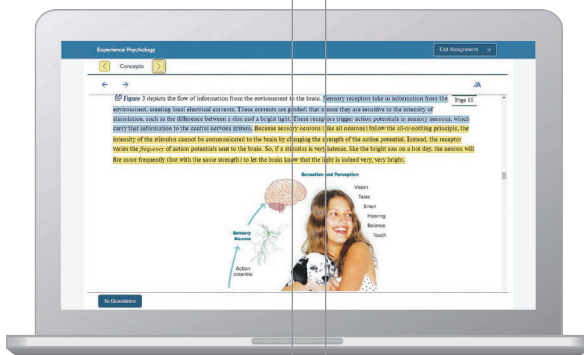 Experience Psychology
Exit Assignment
Concepts
Figure 3 depicts the flow of information from the environment to the brain. Sensory receptors take in information from the
Page 88
environment, creating local electrical currents. These currents are graded; that means they are sensitive to the intensity of
stimulation, such as the difference between a dim and a bright light. These receptors trigger action potentials in sensory neurons, which
carry that information to the central nervous system. Because sensory neurons (like all neurons) follow the all-or-nothing principle, the
intensity of the stimulus cannot be communicated to the brain by changing the strength of the action potential. Instead, the receptor
varies the frequency of action potentials sent to the brain. So, if a stimulus is very intense, like the bright sun on a hot day, the neuron will
fire more frequently (but with the same strength) to let the brain know that the light is indeed very, very bright.
Sensation and Perception
Vision
Taste
Smell
Hearing
Balance
Touch
Sensory
Neuron
Action
potential
To Questions